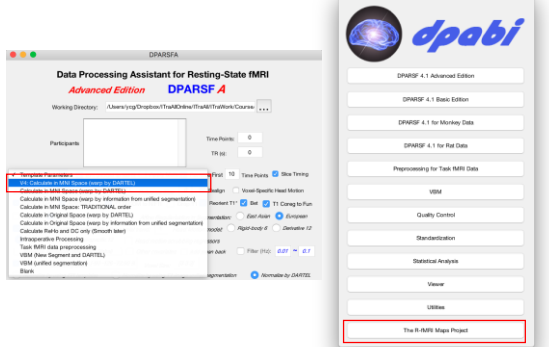 DPARSFA
Data Processing Assistant for Resting-State fMRI
Advanced Edition DPARSF A
Working Directory: /Users/ycg/Dropbox/ITraAllOnline/ITraAll/ITraWork/Course- ...
Participants:
Time Points: 0
TR (s): 0
✓ Template Parameters
V4: Calculate in MNI Space (warp by DARTEL)
Calculate in MNI Space (warp by DARTEL)
Calculate in MNI Space (warp by information from unified segmentation)
Calculate in MNI Space: TRADITIONAL order
Calculate in Original Space (warp by DARTEL)
Calculate in Original Space (warp by information from unified segmentation)
Calculate ReHo and DC only (Smooth later)
Intraoperative Processing
Task fMRI data preprocessing
VBM (New Segment and DARTEL)
VBM (unified segmentation)
Blank
First 10 Time Points Slice Timing
Voxel-Specific Head Motion
Reorient T1* Bet T1 Coreg to Fun
East Asian European
Rigid-body 6 Derivative 12
Filter (Hz): 0.01 ~ 0.1
Normalize by DARTEL
dpabi
DPARSF 4.1 Advanced Edition
DPARSF 4.1 Basic Edition
DPARSF 4.1 for Monkey Data
DPARSF 4.1 for Rat Data
Preprocessing for Task fMRI Data
VBM
Quality Control
Standardization
Statistical Analysis
Viewer
Utilities
The R-fMRI Maps Project